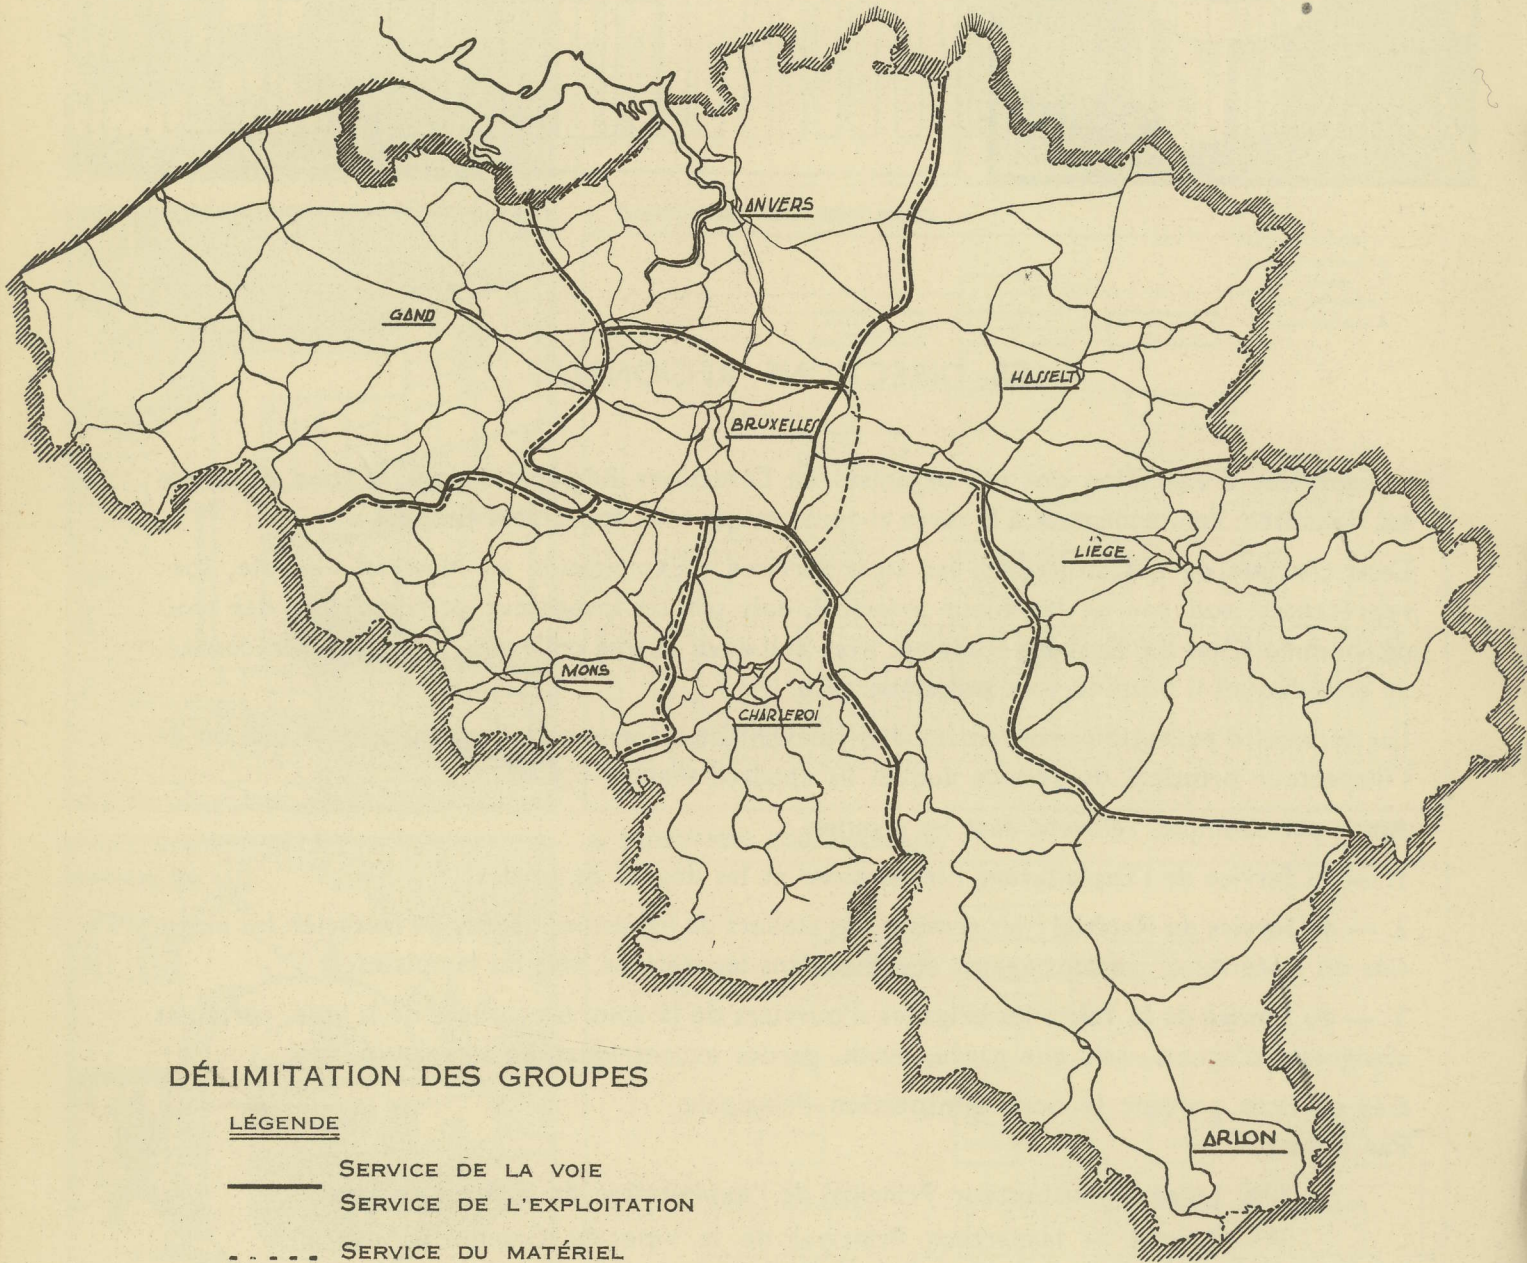 ANVERS
GAND
HASSELT
BRUXELLES
LIÈGE
MONS
CHARLEROI
DÉLIMITATION DES GROUPES
LÉGENDE
SERVICE DE LA VOIE
SERVICE DE L'EXPLOITATION
ARLON
SERVICE DU MATÉRIEL